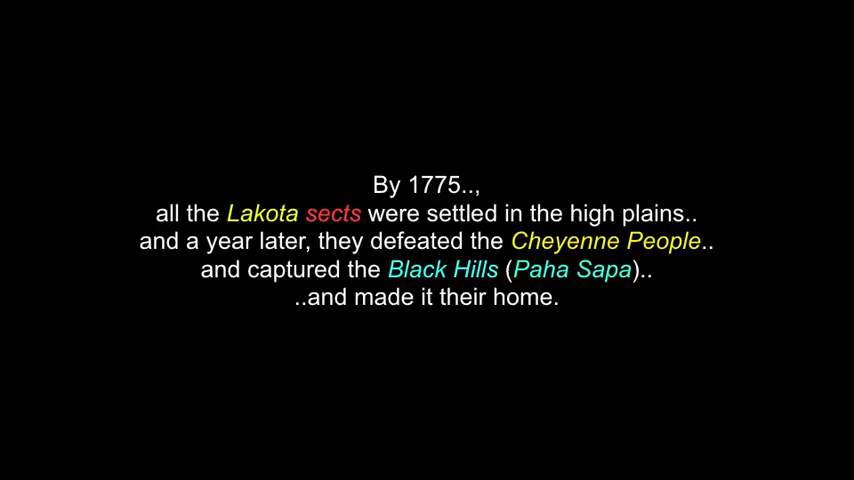 By 1775..,
all the Lakota sects were settled in the high plains..
and a year later, they defeated the Cheyenne People..
and captured the Black Hills (Paha Sapa)..
..and made it their home.